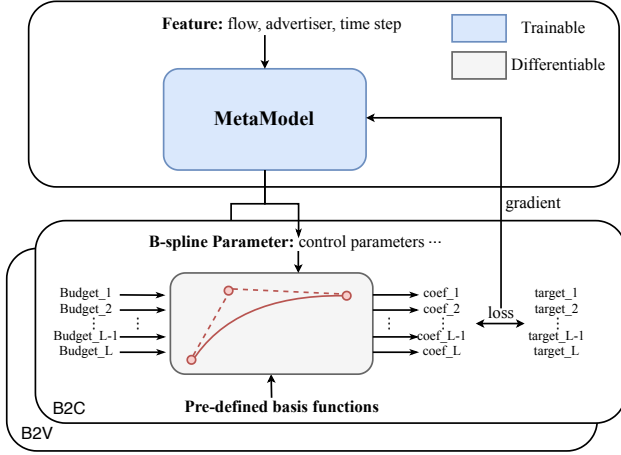 Feature: flow, advertiser, time step
Trainable
Differentiable
MetaModel
gradient
B-spline Parameter: control parameters ···
Budget_1
Budget_2
⋮ ⋮
Budget_L-1
Budget_L
coef_1
coef_2
⋮ ⋮
coef_L-1
coef_L
loss
target_1
target_2
⋮
target_L-1
target_L
Pre-defined basis functions
B2C
B2V